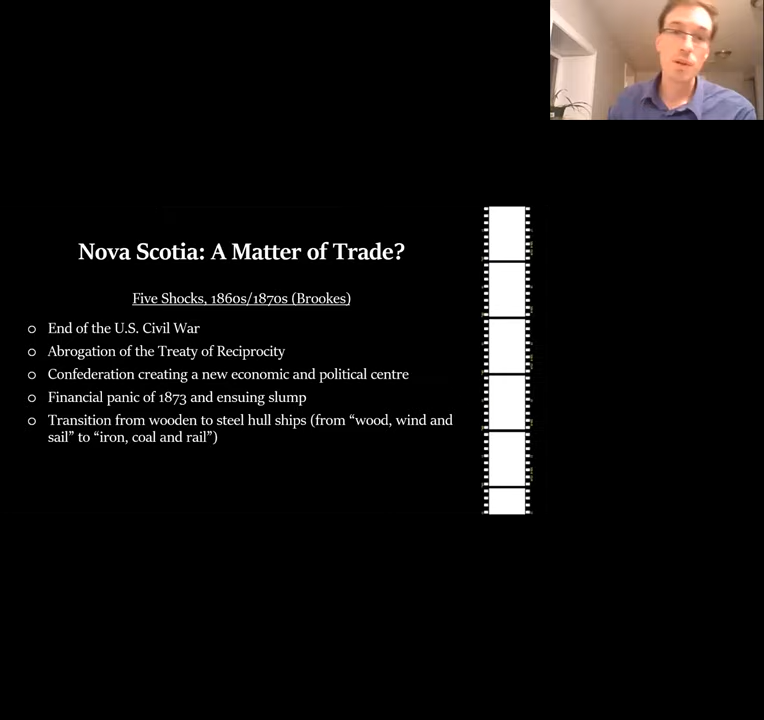 Nova Scotia: A Matter of Trade?
Five Shocks, 1860s/1870s (Brookes)
End of the U.S. Civil War
Abrogation of the Treaty of Reciprocity
Confederation creating a new economic and political centre
Financial panic of 1873 and ensuing slump
Transition from wooden to steel hull ships (from “wood, wind and
sail” to “iron, coal and rail”)